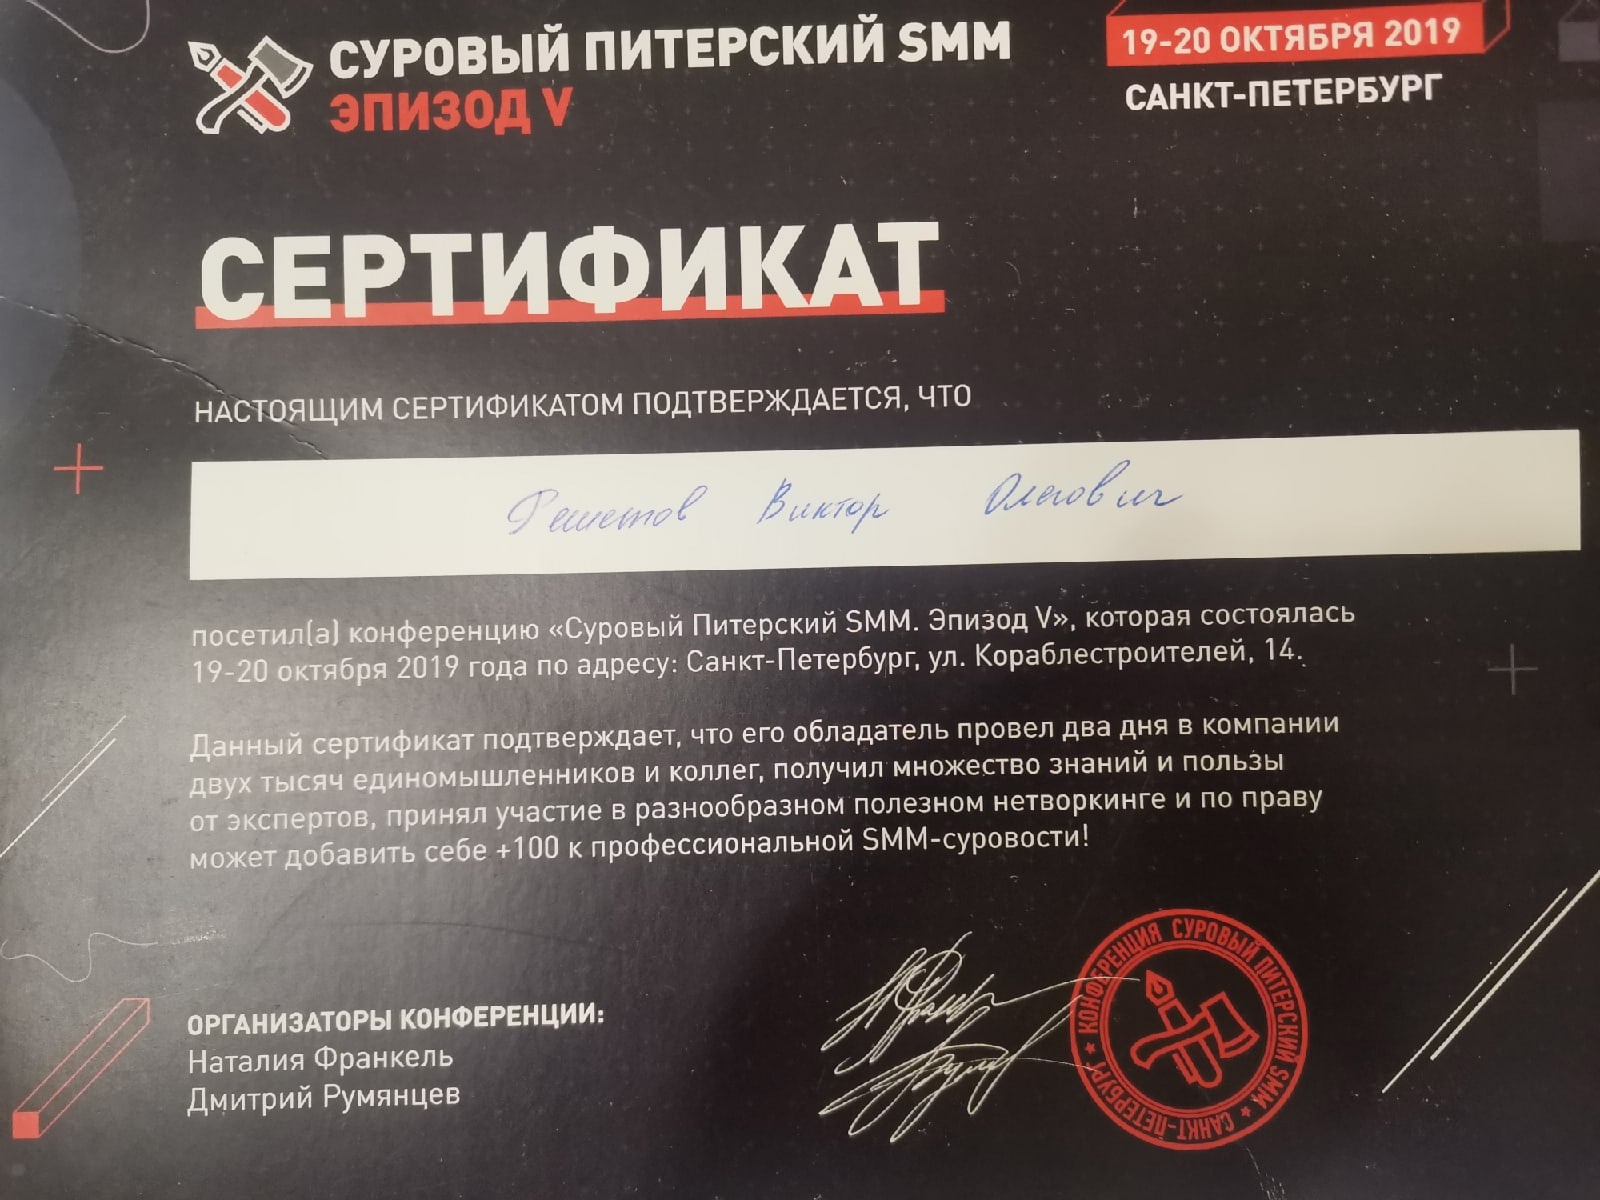 СУРОВЫЙ ПИТЕРСКИЙ SMM
ЭПИЗОД V
19-20 ОКТЯБРЯ 2019
САНКТ-ПЕТЕРБУРГ
СЕРТИФИКАТ
НАСТОЯЩИМ СЕРТИФИКАТОМ ПОДТВЕРЖДАЕТСЯ, ЧТО
Решетов Виктор Олегович
посетил(а) конференцию «Суровый Питерский SMM. Эпизод V», которая состоялась
19-20 октября 2019 года по адресу: Санкт-Петербург, ул. Кораблестроителей, 14.
Данный сертификат подтверждает, что его обладатель провел два дня в компании
двух тысяч единомышленников и коллег, получил множество знаний и пользы
от экспертов, принял участие в разнообразном полезном нетворкинге и по праву
может добавить себе +100 к профессиональной SMM-суровости!
ОРГАНИЗАТОРЫ КОНФЕРЕНЦИИ:
Наталия Франкель
Дмитрий Румянцев
КОНФЕРЕНЦИЯ СУРОВЫЙ ПИТЕРСКИЙ SMM ★ САНКТ-ПЕТЕРБУРГ ★